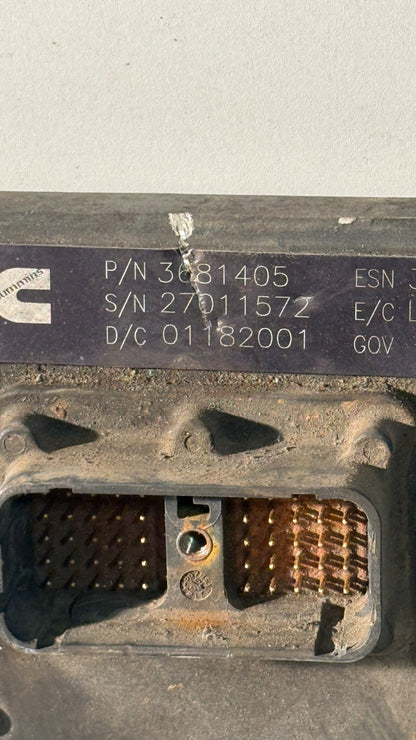 cummins
P/N 3681405
S/N 27011572
D/C 01182001
ESN
E/C L
GOV